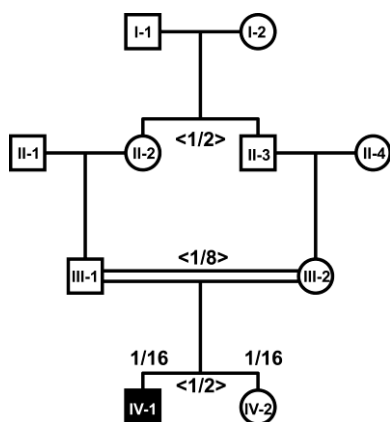 I-1 I-2
<1/2>
II-1 II-2 II-3 II-4
<1/8>
III-1 III-2
1/16 1/16
<1/2>
IV-1 IV-2